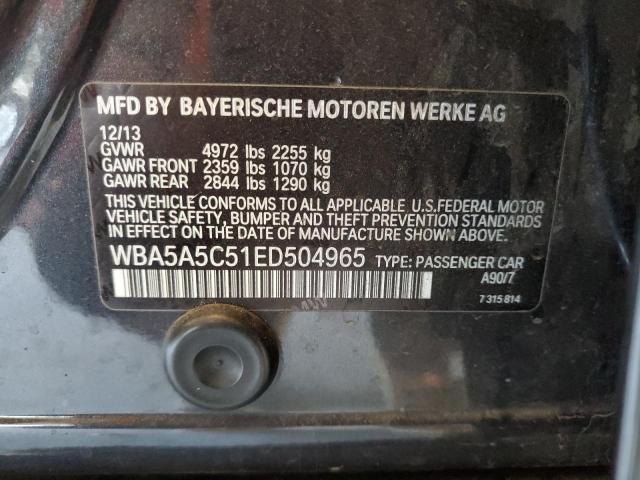 MFD BY BAYERISCHE MOTOREN WERKE AG
12/13
GVWR 4972 lbs 2255 kg
GAWR FRONT 2359 lbs 1070 kg
GAWR REAR 2844 lbs 1290 kg
THIS VEHICLE CONFORMS TO ALL APPLICABLE U.S.FEDERAL MOTOR
VEHICLE SAFETY, BUMPER AND THEFT PREVENTION STANDARDS
IN EFFECT ON THE DATE OF MANUFACTURE SHOWN ABOVE.
WBA5A5C51ED504965 TYPE: PASSENGER CAR
A90/7
7 315 814